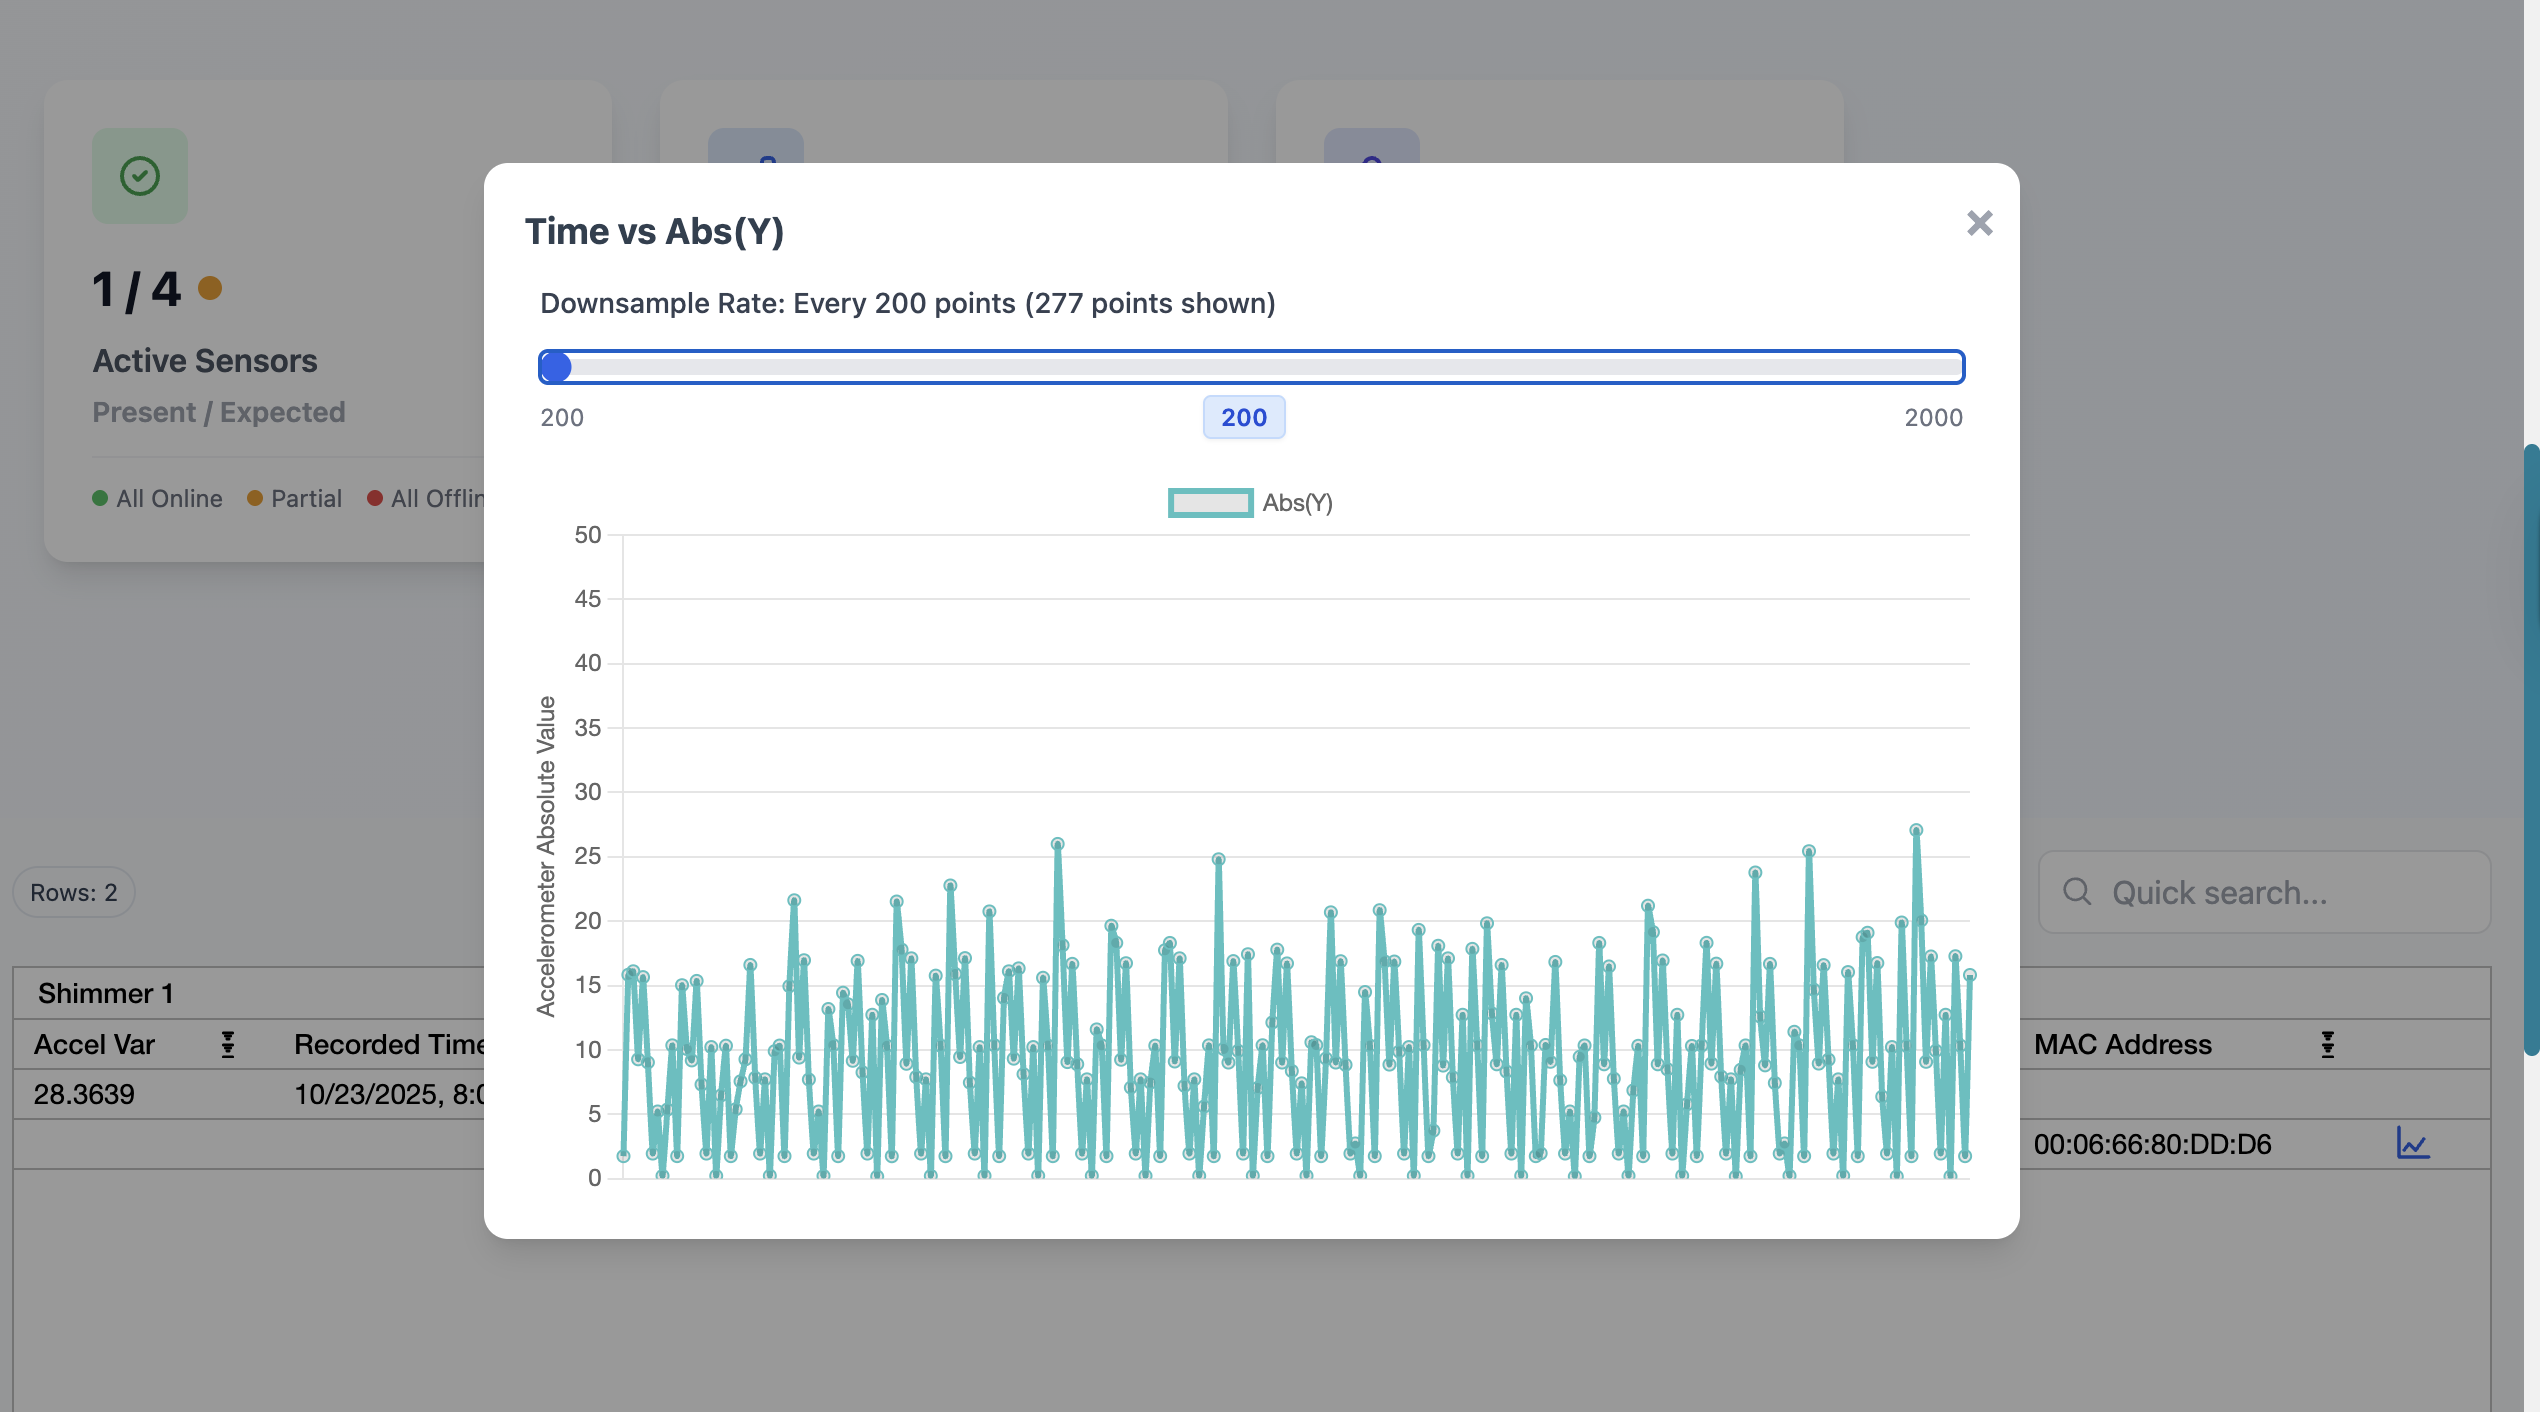 1 / 4
Active Sensors
Present / Expected
All Online Partial All Offlin
Time vs Abs(Y)
Downsample Rate: Every 200 points (277 points shown)
200 200 2000
Abs(Y)
Accelerometer Absolute Value
50
45
40
35
30
25
20
15
10
5
0
Rows: 2
Quick search...
Shimmer 1
Accel Var Recorded Time MAC Address
28.3639 10/23/2025, 8:0
00:06:66:80:DD:D6